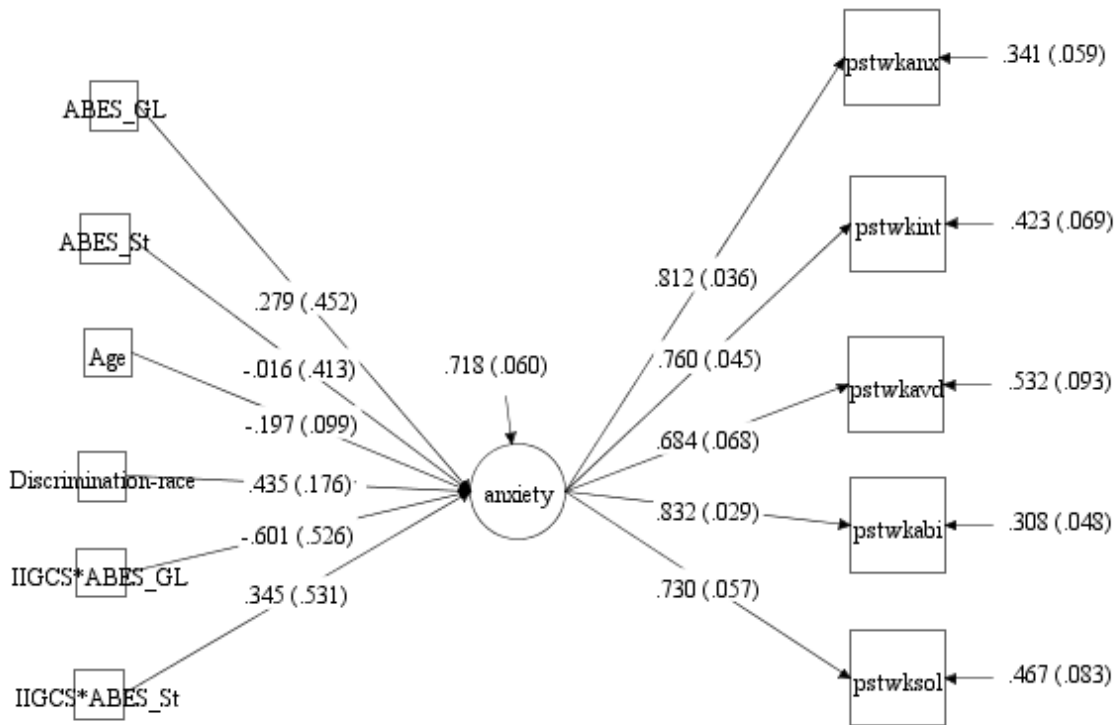 ABES_GL
ABES_St
Age
Discrimination-race
IIGCS*ABES_GL
IIGCS*ABES_St
.279 (.452)
-.016 (.413)
-.197 (.099)
.435 (.176)
-.601 (.526)
.345 (.531)
.718 (.060)
anxiety
.812 (.036)
.760 (.045)
.684 (.068)
.832 (.029)
.730 (.057)
pstwkanx
.341 (.059)
pstwkint
.423 (.069)
pstwkavd
.532 (.093)
pstwkabi
.308 (.048)
pstwksol
.467 (.083)